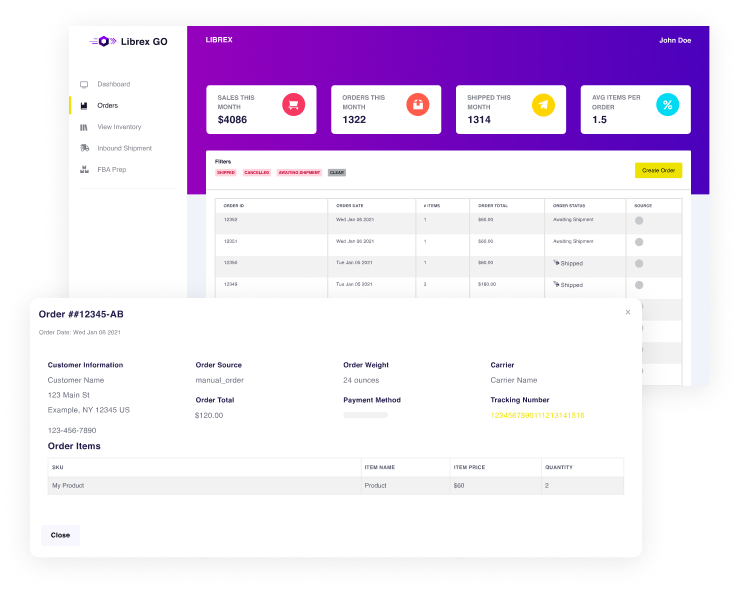 Librex GO
LIBREX
John Doe
Dashboard
Orders
View Inventory
Inbound Shipment
FBA Prep
SALES THIS
MONTH
$4086
ORDERS THIS
MONTH
1322
SHIPPED THIS
MONTH
1314
AVG ITEMS PER
ORDER
1.5
Filters
SHIPPED CANCELLED AWAITING SHIPMENT CLEAR
Create Order
ORDER ID ORDER DATE # ITEMS ORDER TOTAL ORDER STATUS SOURCE
12352 Wed Jan 06 2021 1 $60.00 Awaiting Shipment
12351 Wed Jan 06 2021 1 $60.00 Awaiting Shipment
12350 Tue Jan 05 2021 1 $60.00 Shipped
12349 Tue Jan 05 2021 3 $180.00 Shipped
Order ##12345-AB
×
Order Date: Wed Jan 06 2021
Customer Information Order Source Order Weight Carrier
Customer Name manual_order 24 ounces Carrier Name
123 Main St Order Total Payment Method Tracking Number
Example, NY 12345 US $120.00
123-456-7890
Order Items
SKU ITEM NAME ITEM PRICE QUANTITY
My Product Product $60 2
Close